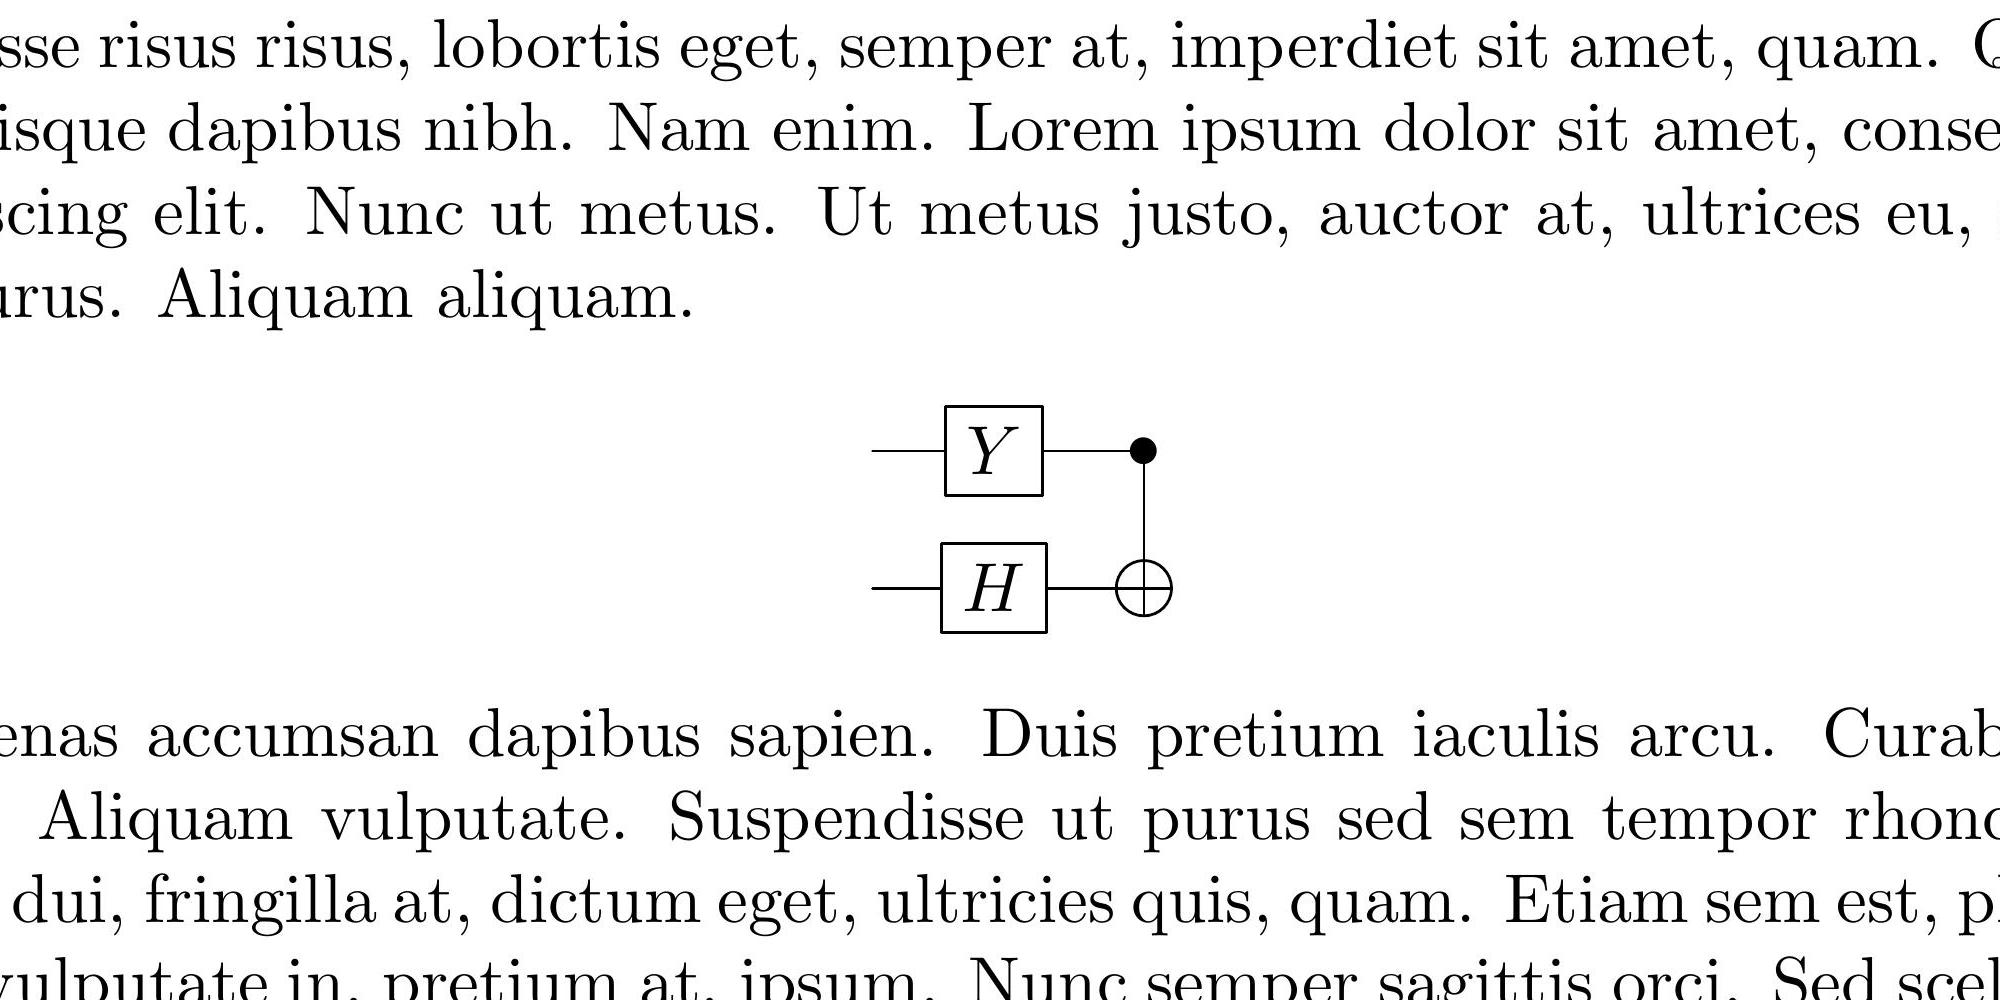 sse risus risus, lobortis eget, semper at, imperdiet sit amet, quam.
isque dapibus nibh. Nam enim. Lorem ipsum dolor sit amet, conse
scing elit. Nunc ut metus. Ut metus justo, auctor at, ultrices eu,
urus. Aliquam aliquam.
Y
H
enas accumsan dapibus sapien. Duis pretium iaculis arcu. Curab
Aliquam vulputate. Suspendisse ut purus sed sem tempor rhonc
dui, fringilla at, dictum eget, ultricies quis, quam. Etiam sem est,
vulputate in, pretium at, ipsum. Nunc semper sagittis orci. Sed scel